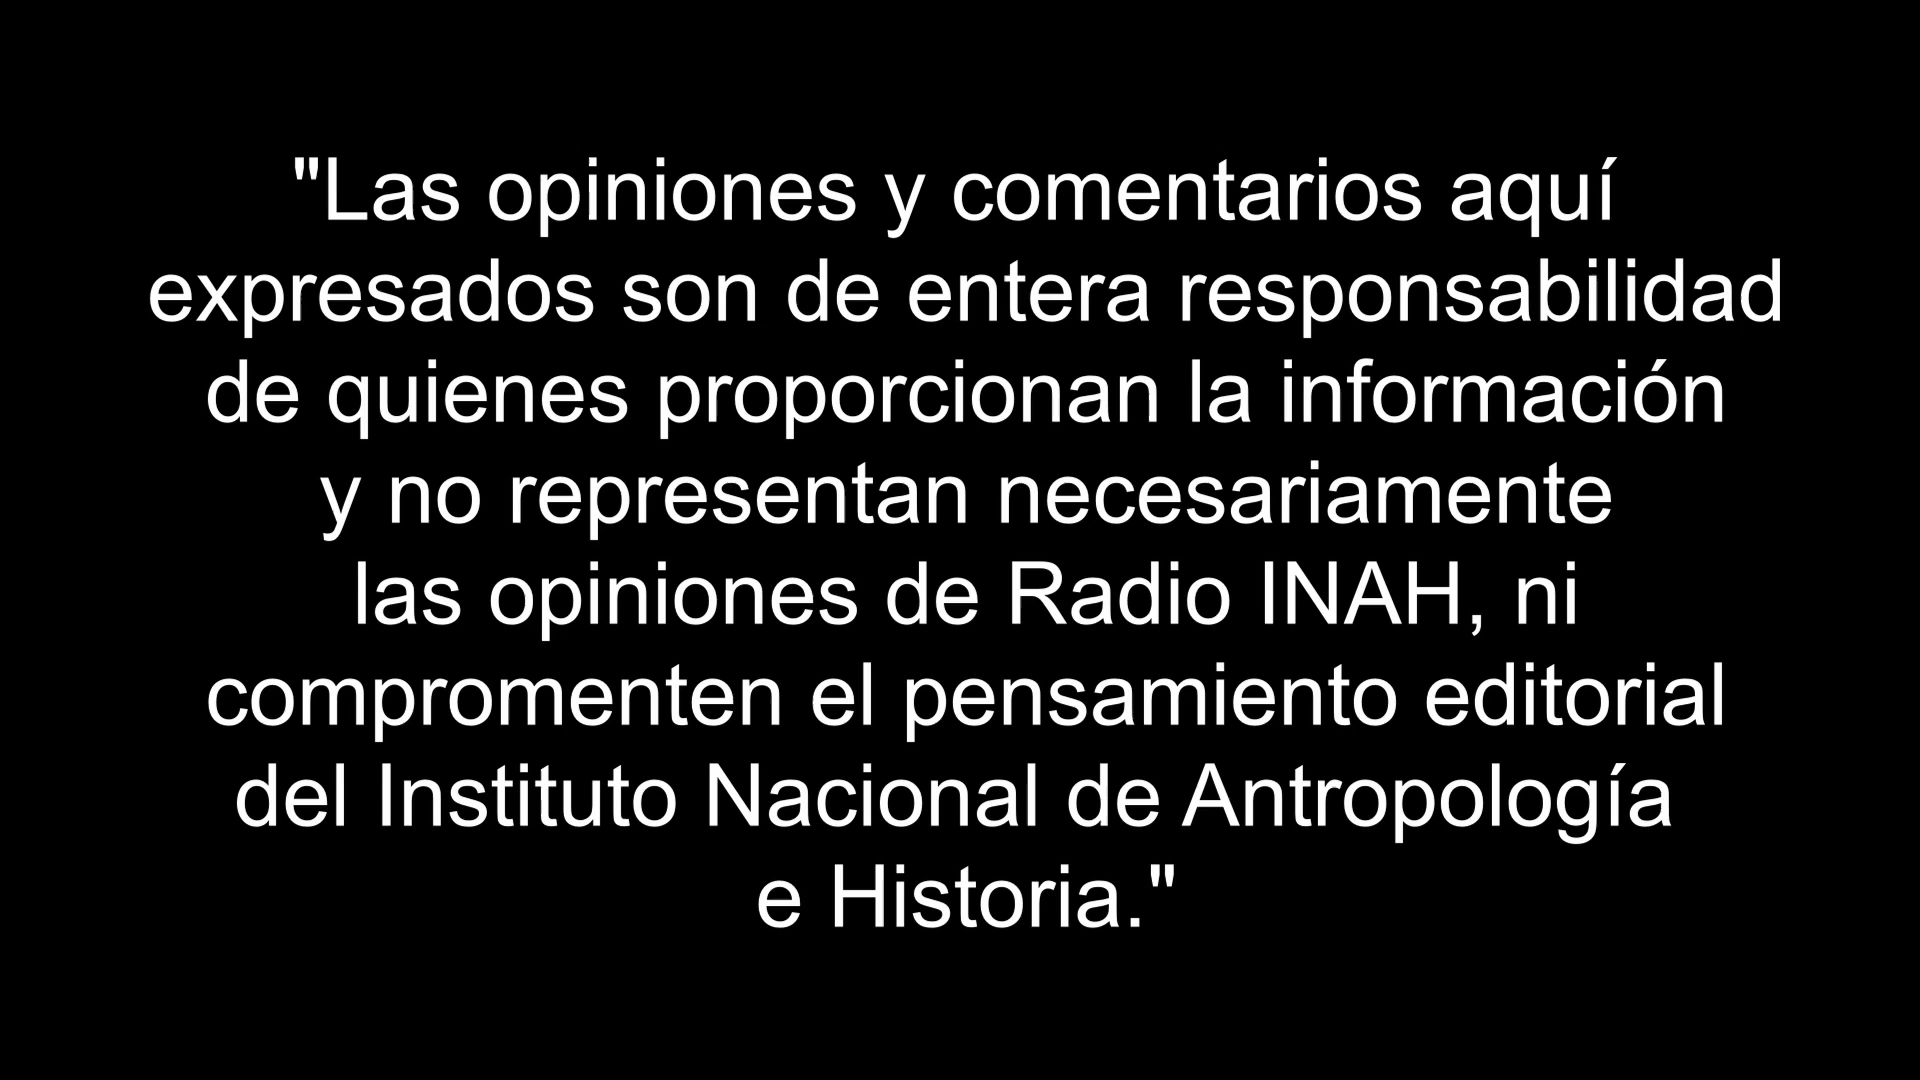 "Las opiniones y comentarios aquí
expresados son de entera responsabilidad
de quienes proporcionan la información
y no representan necesariamente
las opiniones de Radio INAH, ni
compromenten el pensamiento editorial
del Instituto Nacional de Antropología
e Historia."